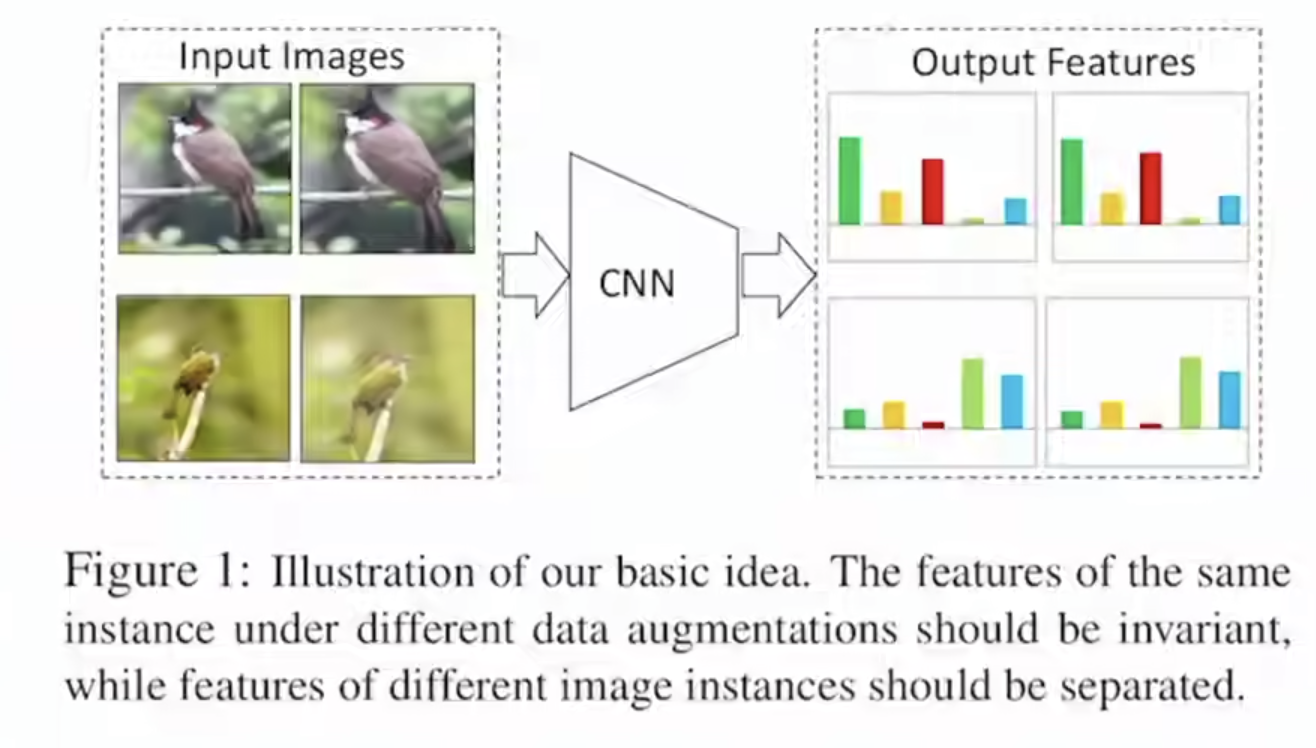 Input Images
Output Features
CNN
Figure 1: Illustration of our basic idea. The features of the same
instance under different data augmentations should be invariant,
while features of different image instances should be separated.